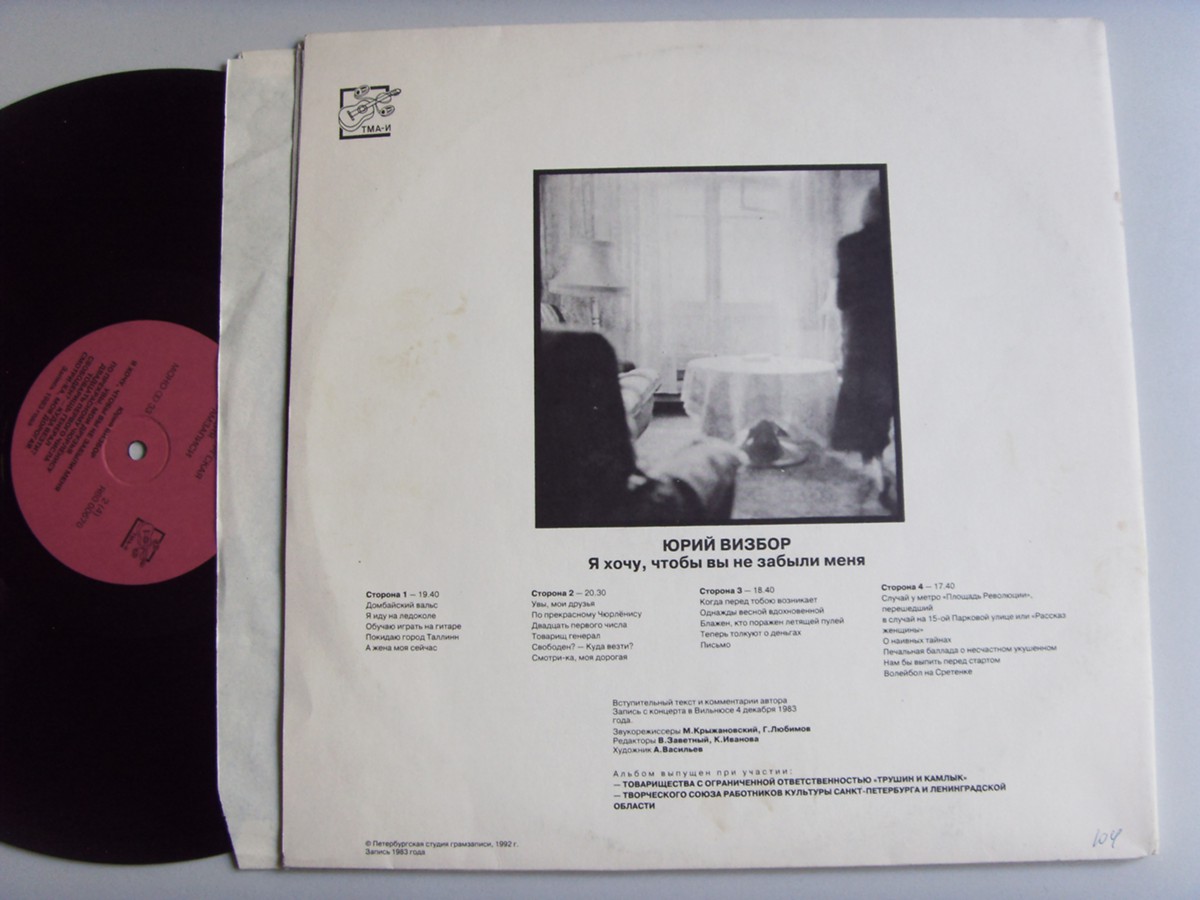 ТМА-И
ЮРИЙ ВИЗБОР
Я хочу, чтобы вы не забыли меня
Сторона 1 — 19.40
Домбайский вальс
Я иду на ледоколе
Обучаю играть на гитаре
Покидаю город Таллинн
А жена моя сейчас
Сторона 2 — 20.30
Увы, мои друзья
По прекрасному Чюрлёнису
Двадцать первого числа
Товарищ генерал
Свободен? — Куда везти?
Смотри-ка, моя дорогая
Сторона 3 — 18.40
Когда перед тобою возникает
Однажды весной вдохновенной
Блажен, кто поражен летящей пулей
Теперь толкуют о деньгах
Письмо
Сторона 4 — 17.40
Случай у метро «Площадь Революции»,
перешедший
в случай на 15-ой Парковой улице или «Рассказ
женщины»
О наивных тайнах
Печальная баллада о несчастном укушенном
Нам бы выпить перед стартом
Волейбол на Сретенке
Вступительный текст и комментарии автора
Запись с концерта в Вильнюсе 4 декабря 1983
года.
Звукорежиссеры М.Крыжановский, Г.Любимов
Редакторы В.Заветный, К.Иванова
Художник А.Васильев
Альбом выпущен при участии:
— ТОВАРИЩЕСТВА С ОГРАНИЧЕННОЙ ОТВЕТСТВЕННОСТЬЮ «ТРУШИН И КАМЛЫК»
— ТВОРЧЕСКОГО СОЮЗА РАБОТНИКОВ КУЛЬТУРЫ САНКТ-ПЕТЕРБУРГА И ЛЕНИНГРАДСКОЙ
ОБЛАСТИ
© Петербургская студия грамзаписи, 1992 г.
Запись 1983 года
104
МОНО
33
2 (4)
R60 00670